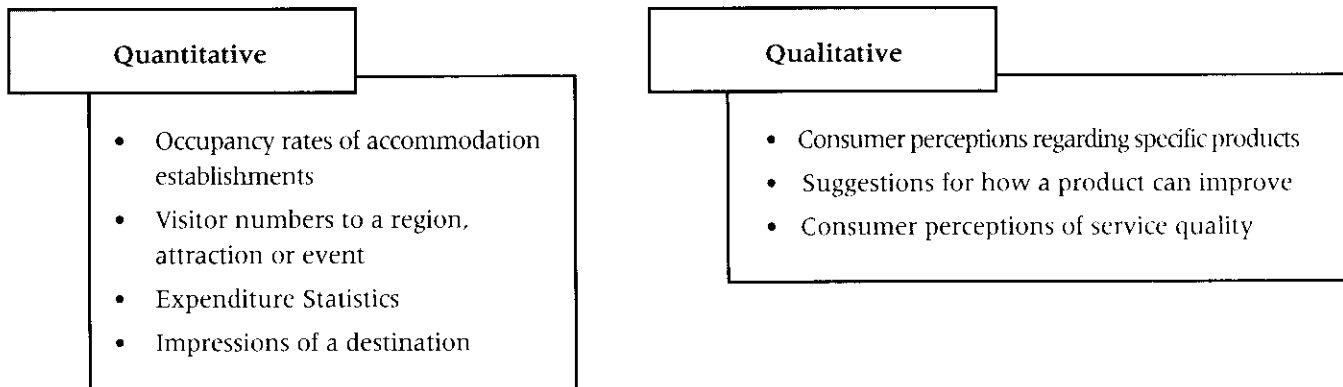 Quantitative
• Occupancy rates of accommodation
establishments
• Visitor numbers to a region,
attraction or event
• Expenditure Statistics
• Impressions of a destination
Qualitative
• Consumer perceptions regarding specific products
• Suggestions for how a product can improve
• Consumer perceptions of service quality